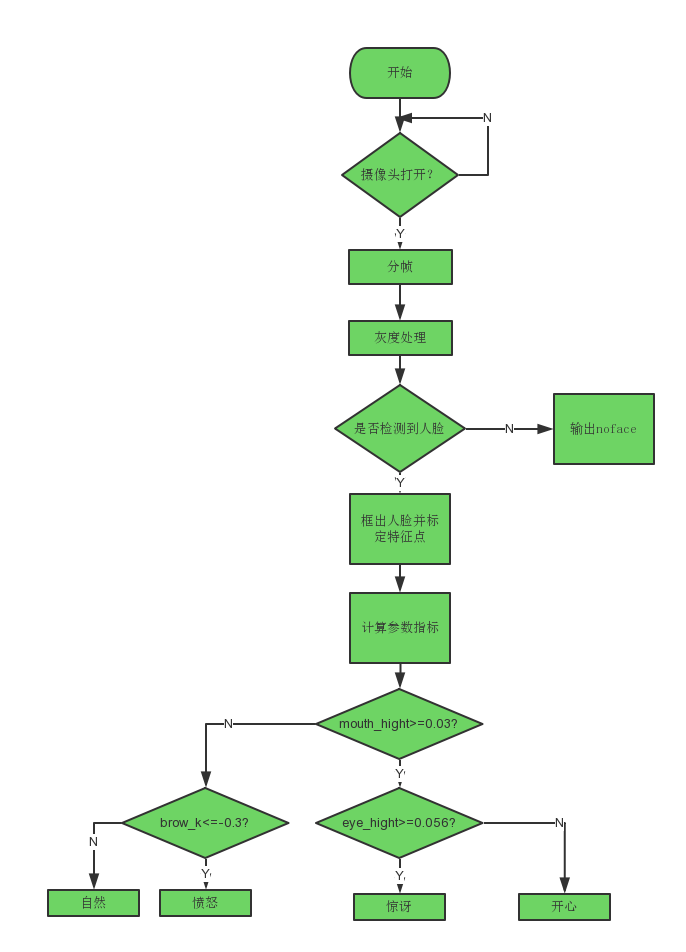 开始
N
摄像头打开？
Y
分帧
灰度处理
是否检测到人脸
N
输出noface
Y
框出人脸并标
定特征点
计算参数指标
mouth_hight>=0.03?
N
Y
brow_k<=-0.3?
eye_hight>=0.056?
N
N
Y
Y
自然
愤怒
惊讶
开心